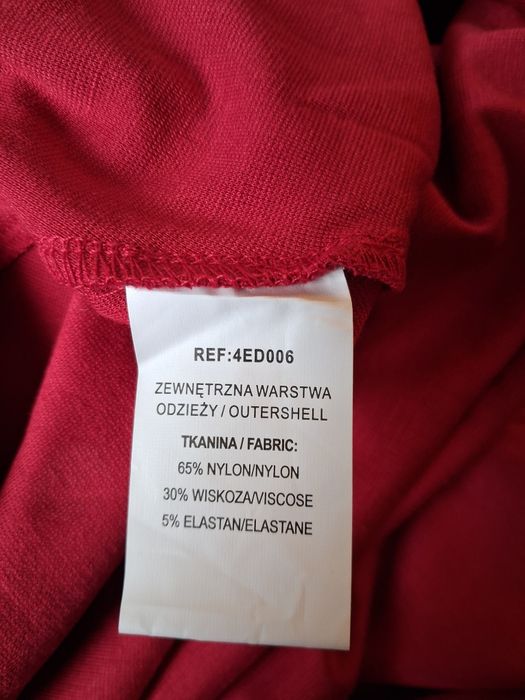 REF:4ED006
ZEWNĘTRZNA WARSTWA
ODZIEŻY / OUTERSHELL
TKANINA / FABRIC:
65% NYLON/NYLON
30% WISKOZA/VISCOSE
5% ELASTAN/ELASTANE